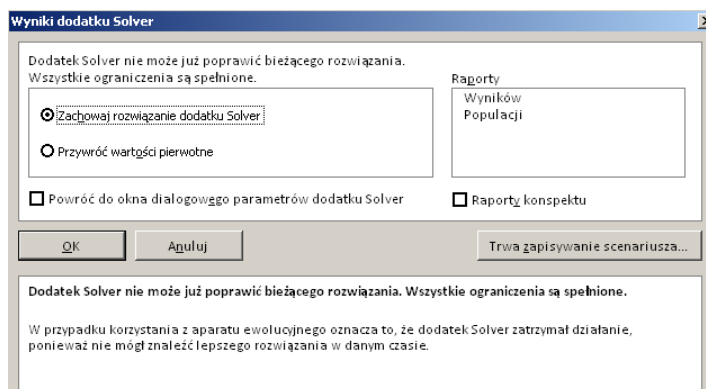 Wyniki dodatku Solver
Dodatek Solver nie może już poprawić bieżącego rozwiązania.
Wszystkie ograniczenia są spełnione.
Zachowaj rozwiązanie dodatku Solver
Przywróć wartości pierwotne
Raporty
Wyników
Populacji
Powróć do okna dialogowego parametrów dodatku Solver
Raporty konspektu
OK
Anuluj
Trwa zapisywanie scenariusza...
Dodatek Solver nie może już poprawić bieżącego rozwiązania. Wszystkie ograniczenia są spełnione.
W przypadku korzystania z aparatu ewolucyjnego oznacza to, że dodatek Solver zatrzymał działanie,
ponieważ nie mógł znaleźć lepszego rozwiązania w danym czasie.